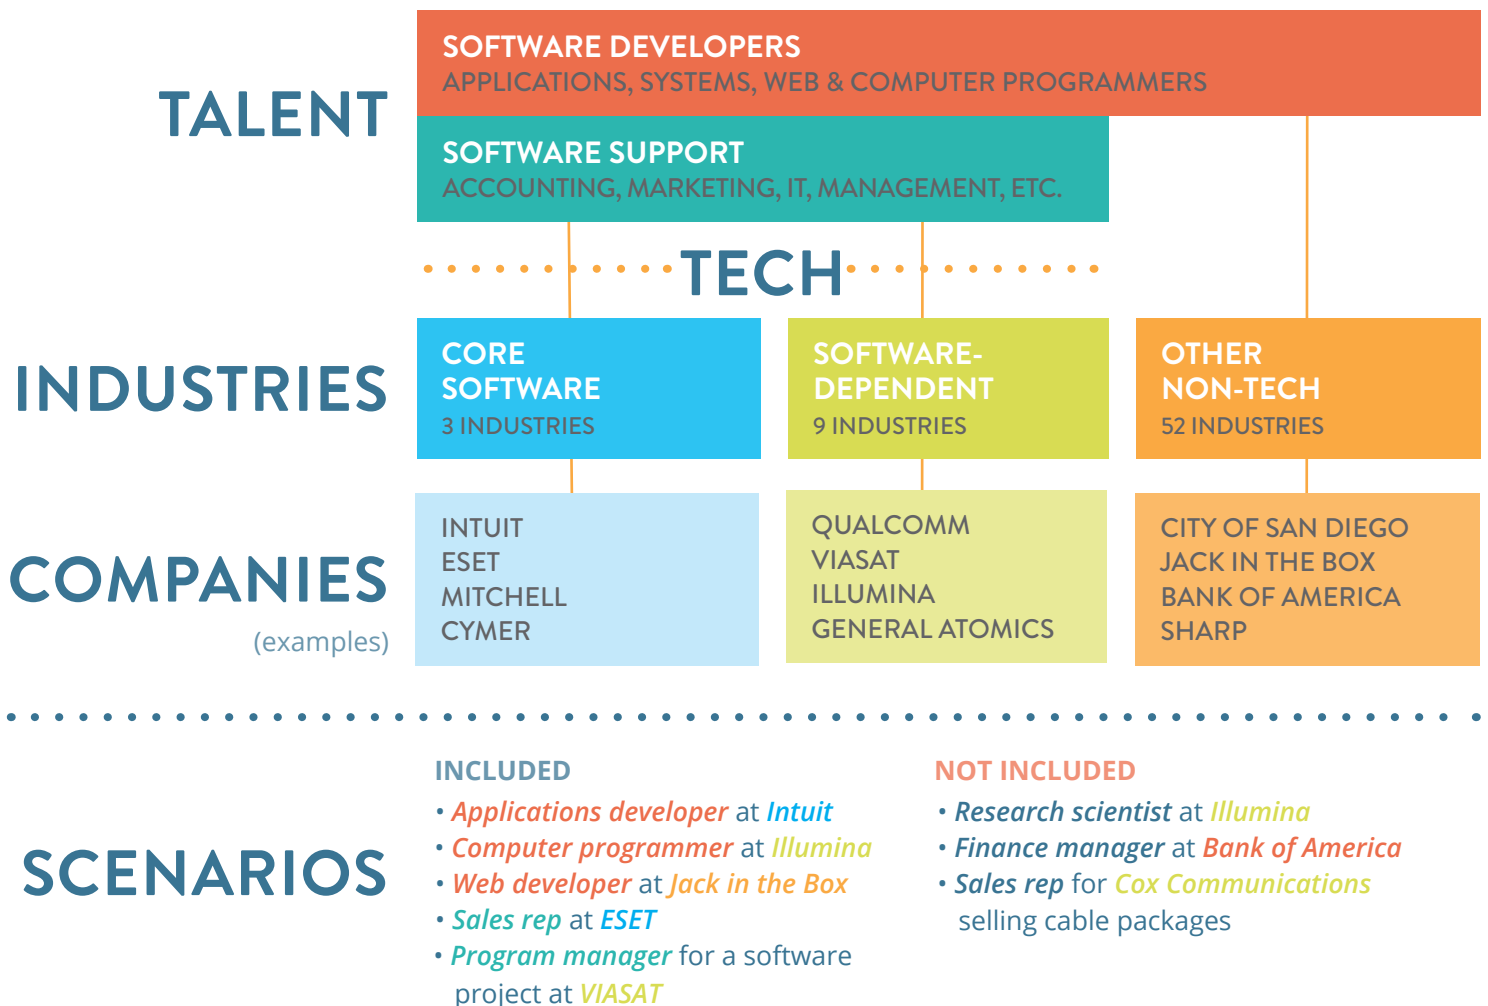 TALENT
SOFTWARE DEVELOPERS
APPLICATIONS, SYSTEMS, WEB & COMPUTER PROGRAMMERS
SOFTWARE SUPPORT
ACCOUNTING, MARKETING, IT, MANAGEMENT, ETC.
TECH
INDUSTRIES
CORE
SOFTWARE
3 INDUSTRIES
SOFTWARE-
DEPENDENT
9 INDUSTRIES
OTHER
NON-TECH
52 INDUSTRIES
COMPANIES
(examples)
INTUIT
ESET
MITCHELL
CYMER
QUALCOMM
VIASAT
ILLUMINA
GENERAL ATOMICS
CITY OF SAN DIEGO
JACK IN THE BOX
BANK OF AMERICA
SHARP
SCENARIOS
INCLUDED
• Applications developer at Intuit
• Computer programmer at Illumina
• Web developer at Jack in the Box
• Sales rep at ESET
• Program manager for a software
project at VIASAT
NOT INCLUDED
• Research scientist at Illumina
• Finance manager at Bank of America
• Sales rep for Cox Communications
selling cable packages